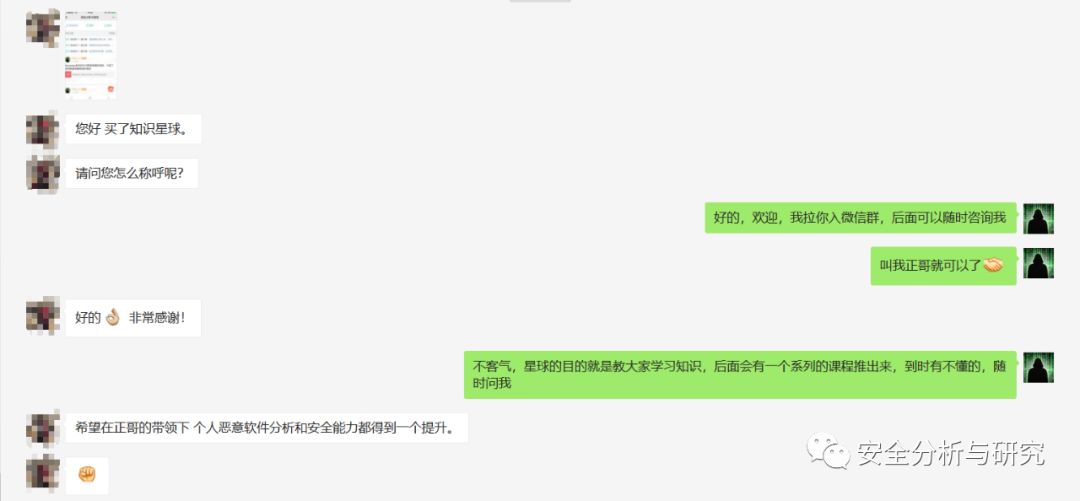 您好 买了知识星球。
请问您怎么称呼呢？
好的，欢迎，我拉你入微信群，后面可以随时咨询我
叫我正哥就可以了
好的 非常感谢！
不客气，星球的目的就是教大家学习知识，后面会有一个系列的课程推出来，到时有不懂的，随
时问我
希望在正哥的带领下 个人恶意软件分析和安全能力都得到一个提升。
安全分析与研究